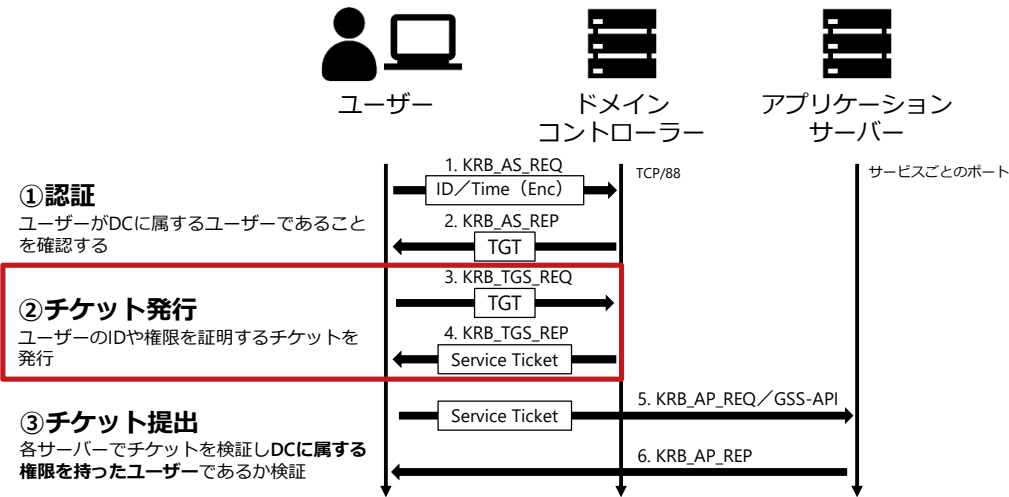 ユーザー
ドメイン
コントローラー
アプリケーション
サーバー
TCP/88
サービスごとのポート
①認証
ユーザーがDCに属するユーザーであること
を確認する
1. KRB_AS_REQ
ID／Time（Enc）
2. KRB_AS_REP
TGT
②チケット発行
ユーザーのIDや権限を証明するチケットを
発行
3. KRB_TGS_REQ
TGT
4. KRB_TGS_REP
Service Ticket
③チケット提出
各サーバーでチケットを検証しDCに属する
権限を持ったユーザーであるか検証
Service Ticket
5. KRB_AP_REQ／GSS-API
6. KRB_AP_REP